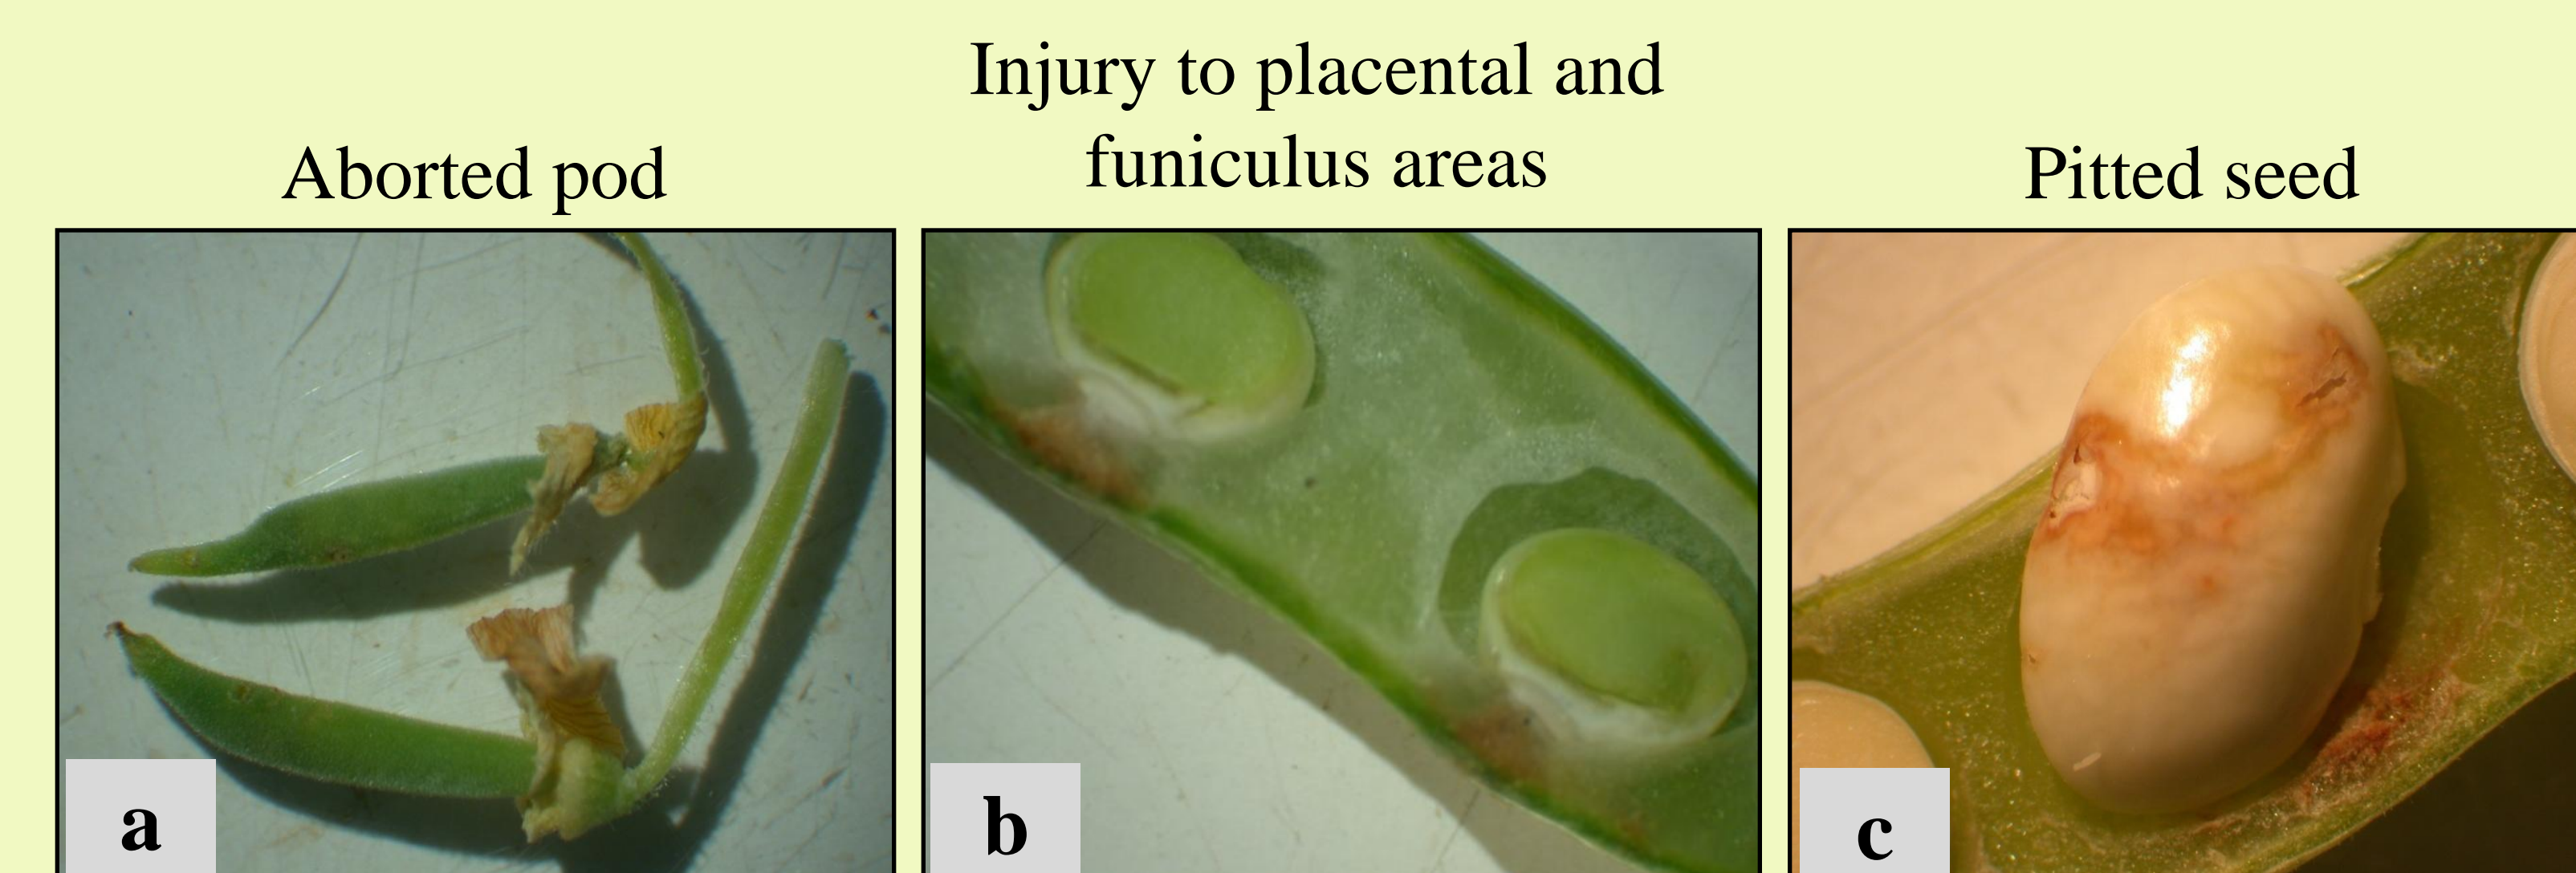 Aborted pod
Injury to placental and
funiculus areas
Pitted seed
a
b
c